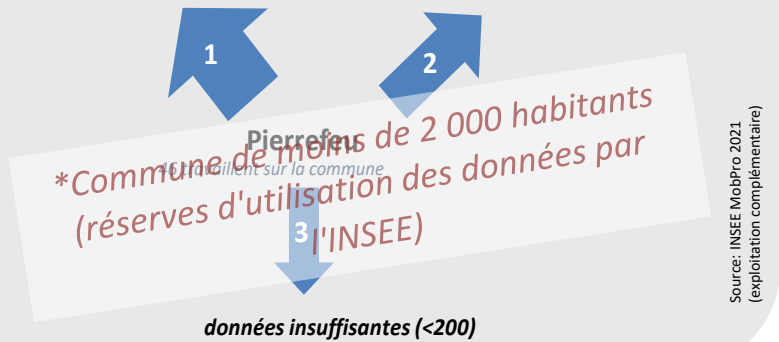 1
2
Pierrefeu
46 travaillent sur la commune
*Commune de moins de 2 000 habitants
(réserves d'utilisation des données par
l'INSEE)
3
données insuffisantes (<200)
Source: INSEE MobPro 2021
(exploitation complémentaire)